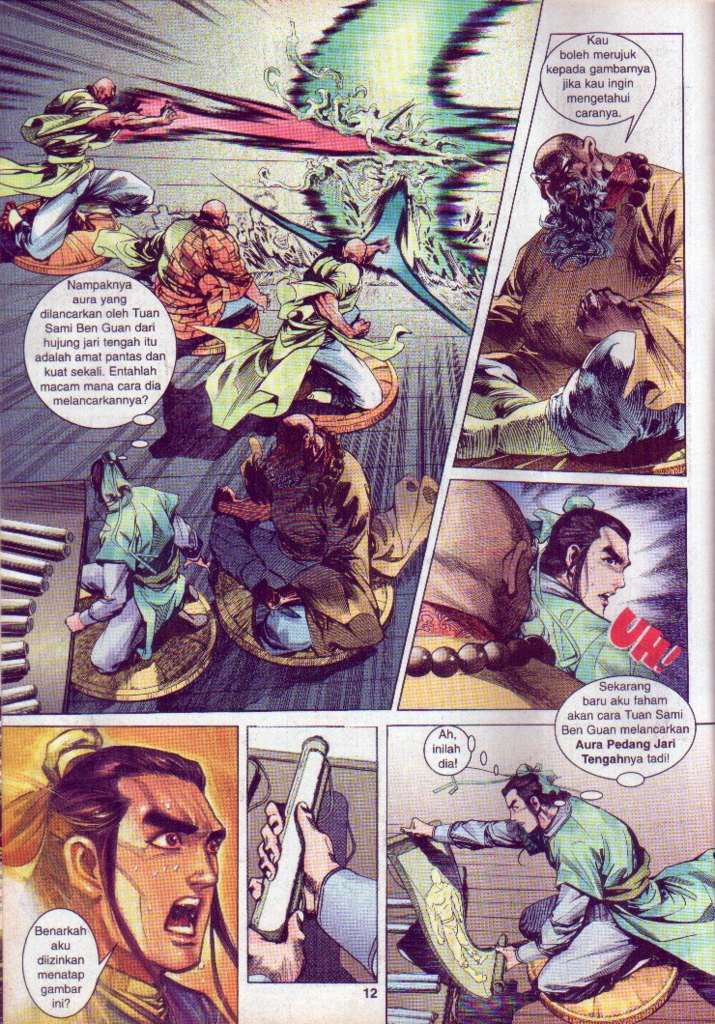 Nampaknya
aura yang
dilancarkan oleh Tuan
Sami Ben Guan dari
hujung jari tengah itu
adalah amat pantas dan
kuat sekali. Entahlah
macam mana cara dia
melancarkannya?
Kau
boleh merujuk
kepada gambarnya
jika kau ingin
mengetahui
caranya.
UH!
Benarkah
aku
diizinkan
menatap
gambar
ini?
Ah,
inilah
dia!
Sekarang
baru aku faham
akan cara Tuan Sami
Ben Guan melancarkan
Aura Pedang Jari
Tengahnya tadi!
12